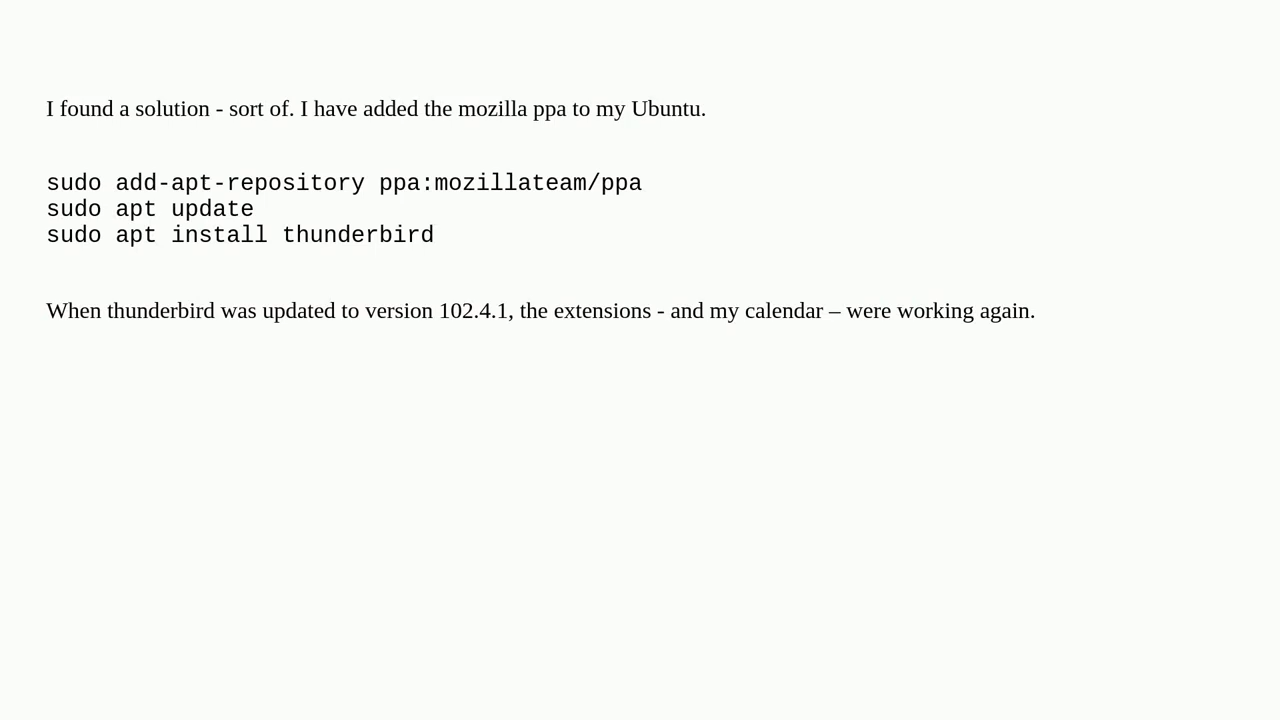 I found a solution - sort of. I have added the mozilla ppa to my Ubuntu.
sudo add-apt-repository ppa:mozillateam/ppa
sudo apt update
sudo apt install thunderbird
When thunderbird was updated to version 102.4.1, the extensions - and my calendar – were working again.